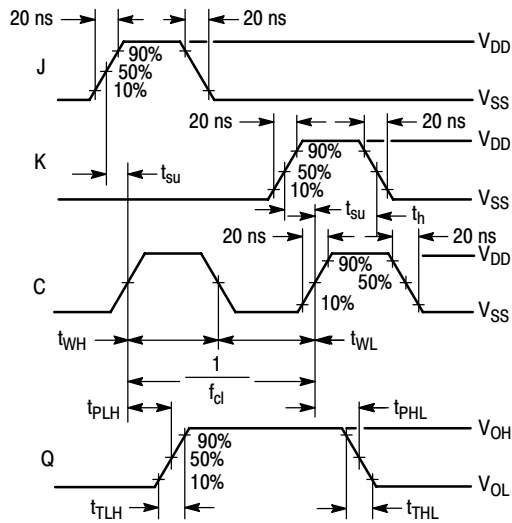 20 ns 20 ns
V_DD
J 90%
50%
10%
V_SS
20 ns 20 ns
V_DD
K 90%
50%
10%
t_su
V_SS
t_su t_h
20 ns 20 ns
V_DD
C 90% 50%
10%
V_SS
t_WH t_WL
1
f_cl
t_PLH t_PHL
V_OH
Q 90%
50%
10%
V_OL
t_TLH t_THL